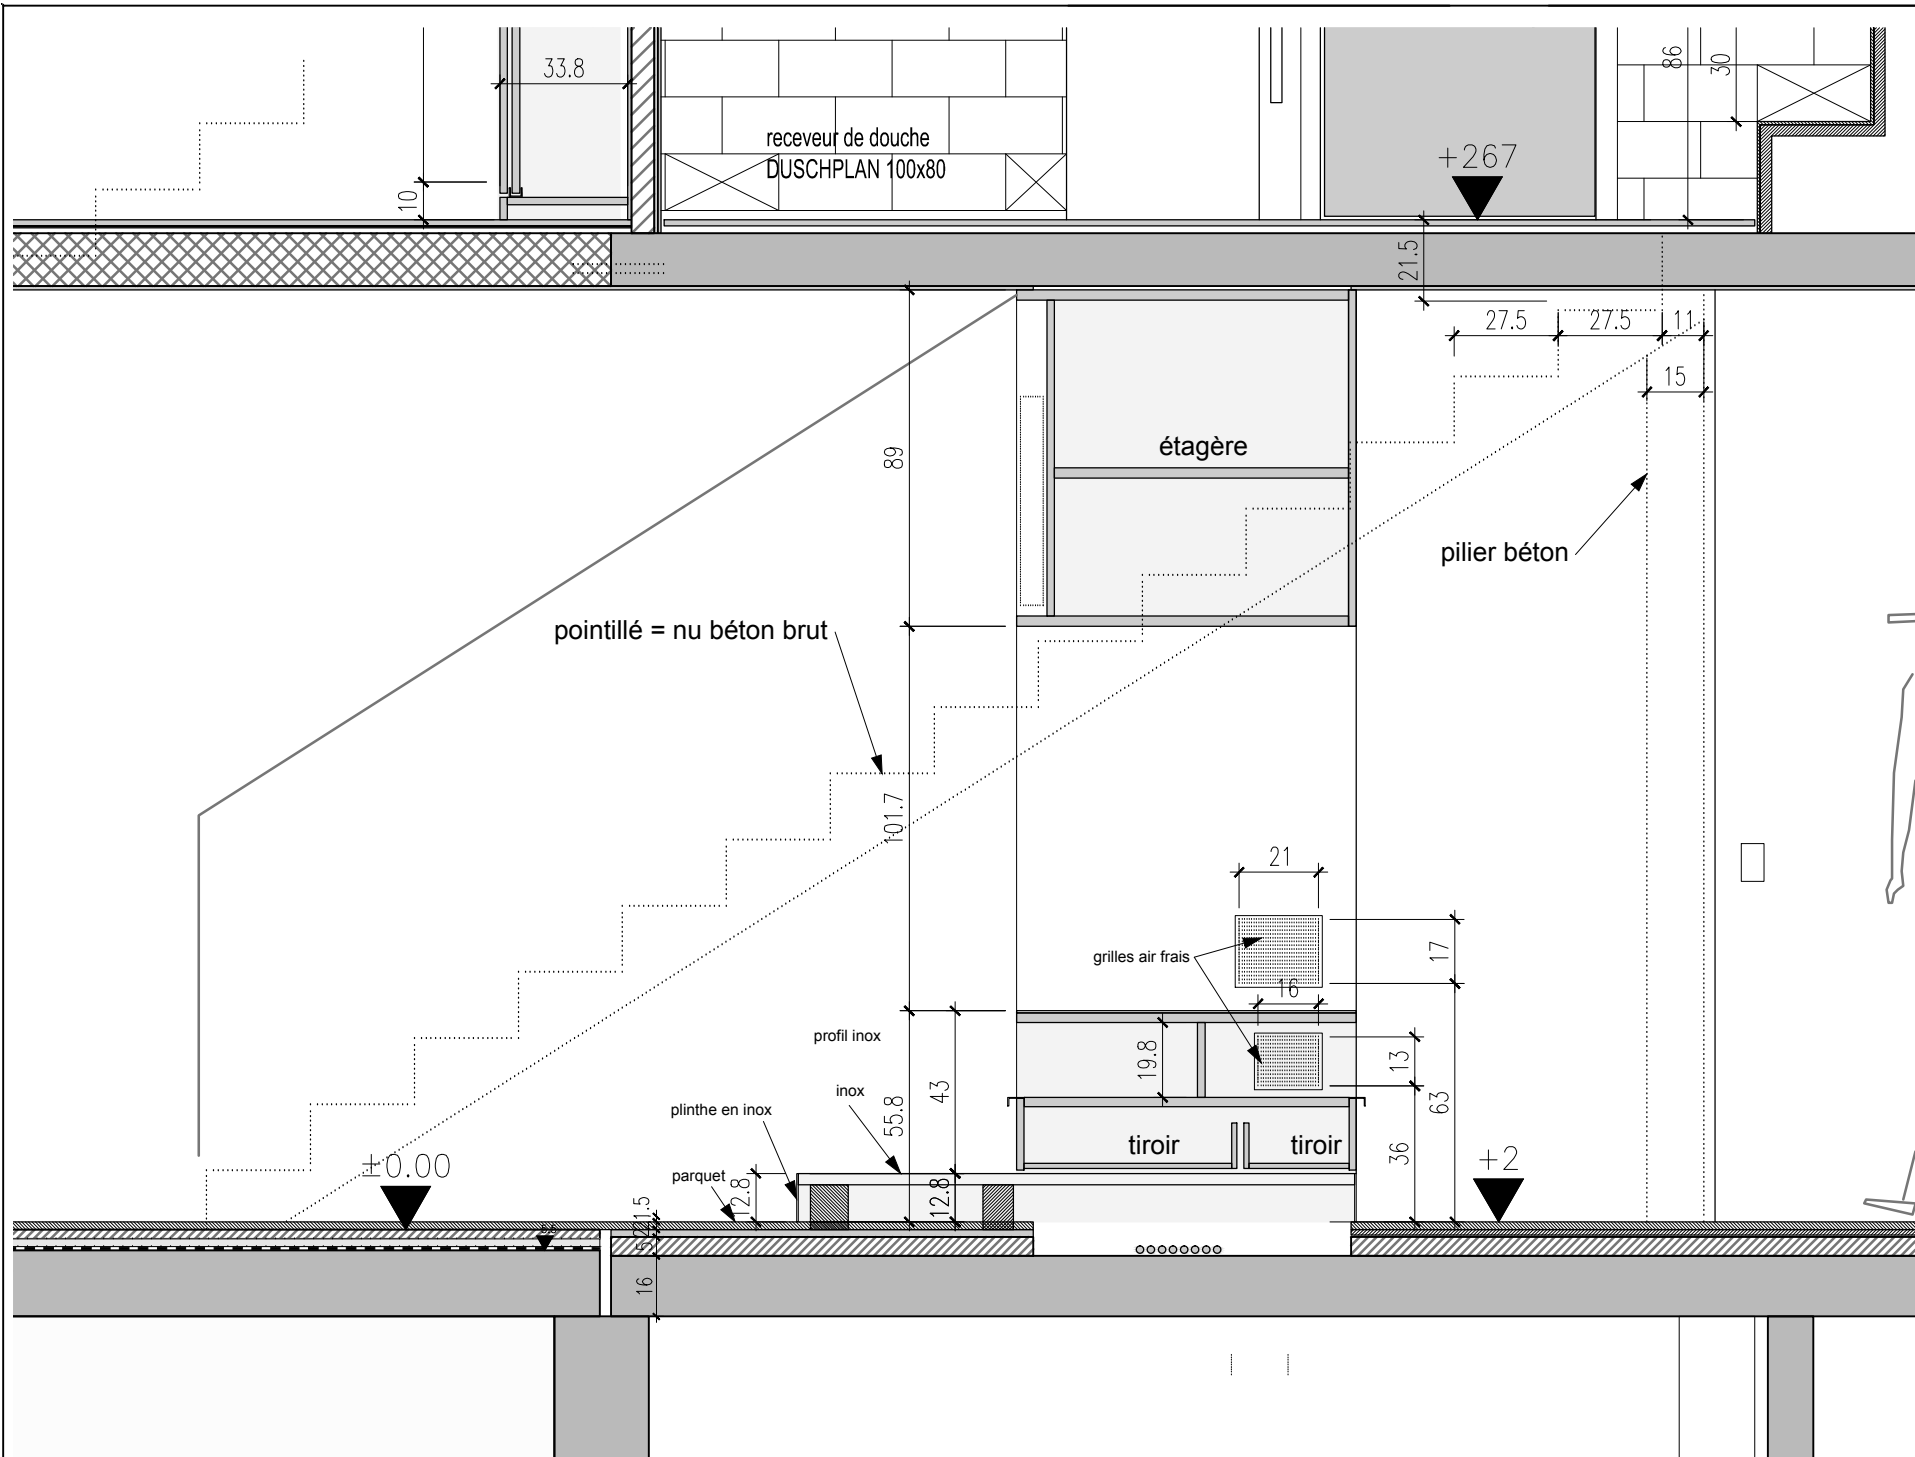 33.8
86
30
receveur de douche
DUSCHPLAN 100x80
+267
10
21.5
27.5
27.5
11
15
étagère
89
pilier béton
pointillé = nu béton brut
101.7
21
17
grilles air frais
16
profil inox
19.8
13
inox
43
63
plinthe en inox
55.8
tiroir
tiroir
36
±0.00
parquet
12.8
12.8
+2
21.5
16